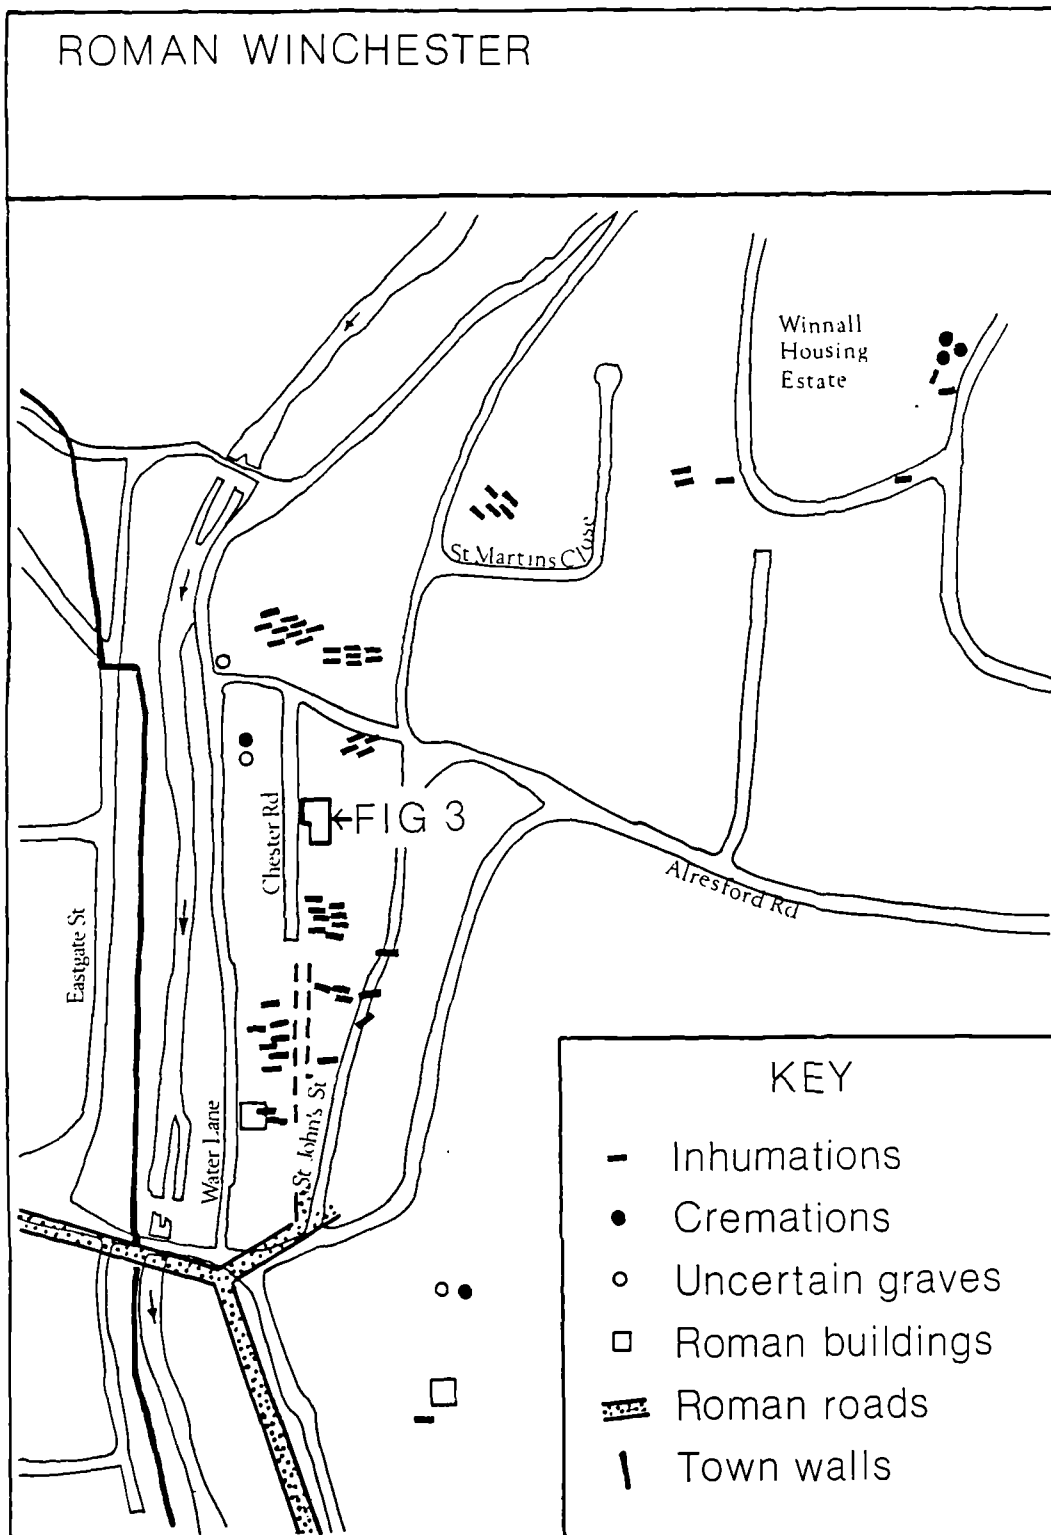 ROMAN WINCHESTER
Winnall
Housing
Estate
St Martins Close
FIG 3
Chester Rd
Alresford Rd
Eastgate St
Water Lane
St John's St
KEY
Inhumations
Cremations
Uncertain graves
Roman buildings
Roman roads
Town walls